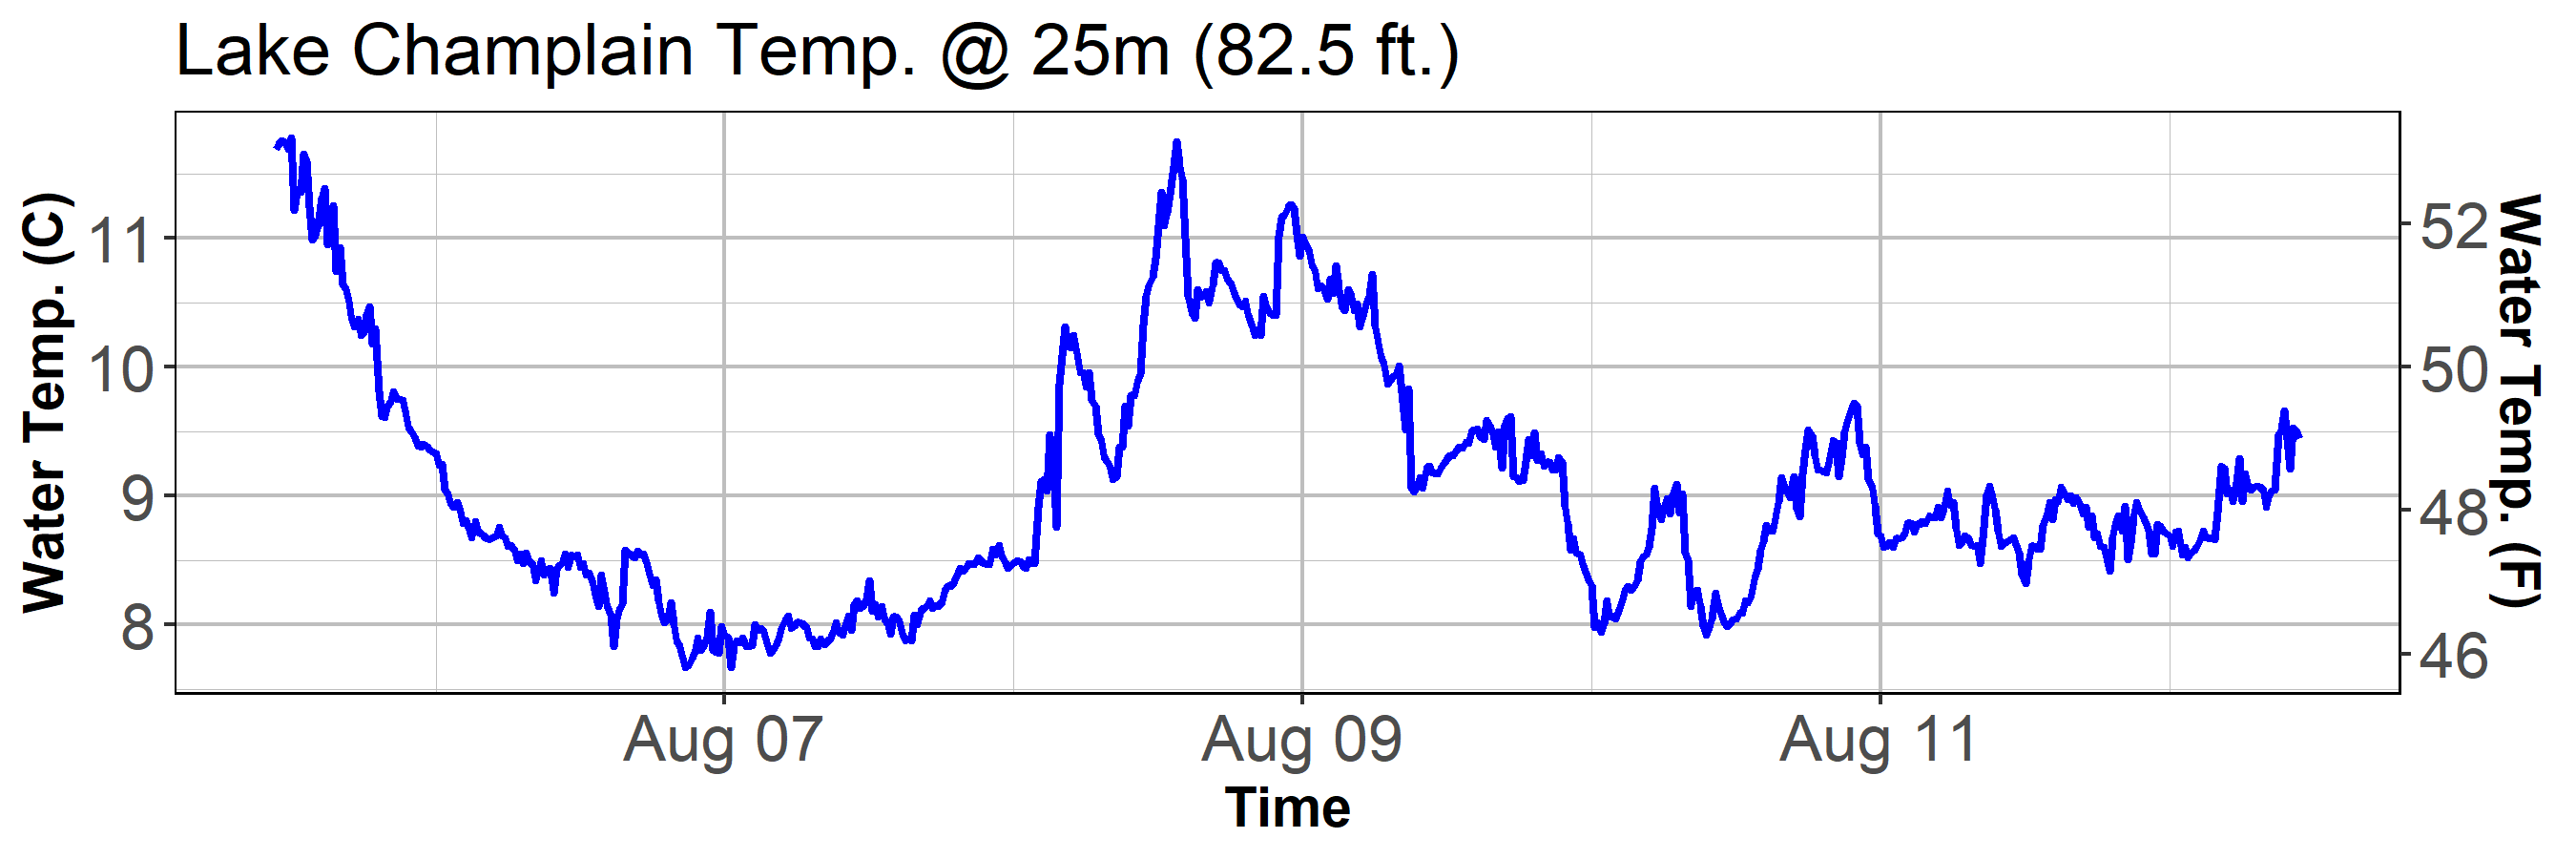 Lake Champlain Temp. @ 25m (82.5 ft.)
Water Temp. (C)
11
10
9
8
52
50
48
46
Water Temp. (F)
Aug 07
Aug 09
Aug 11
Time